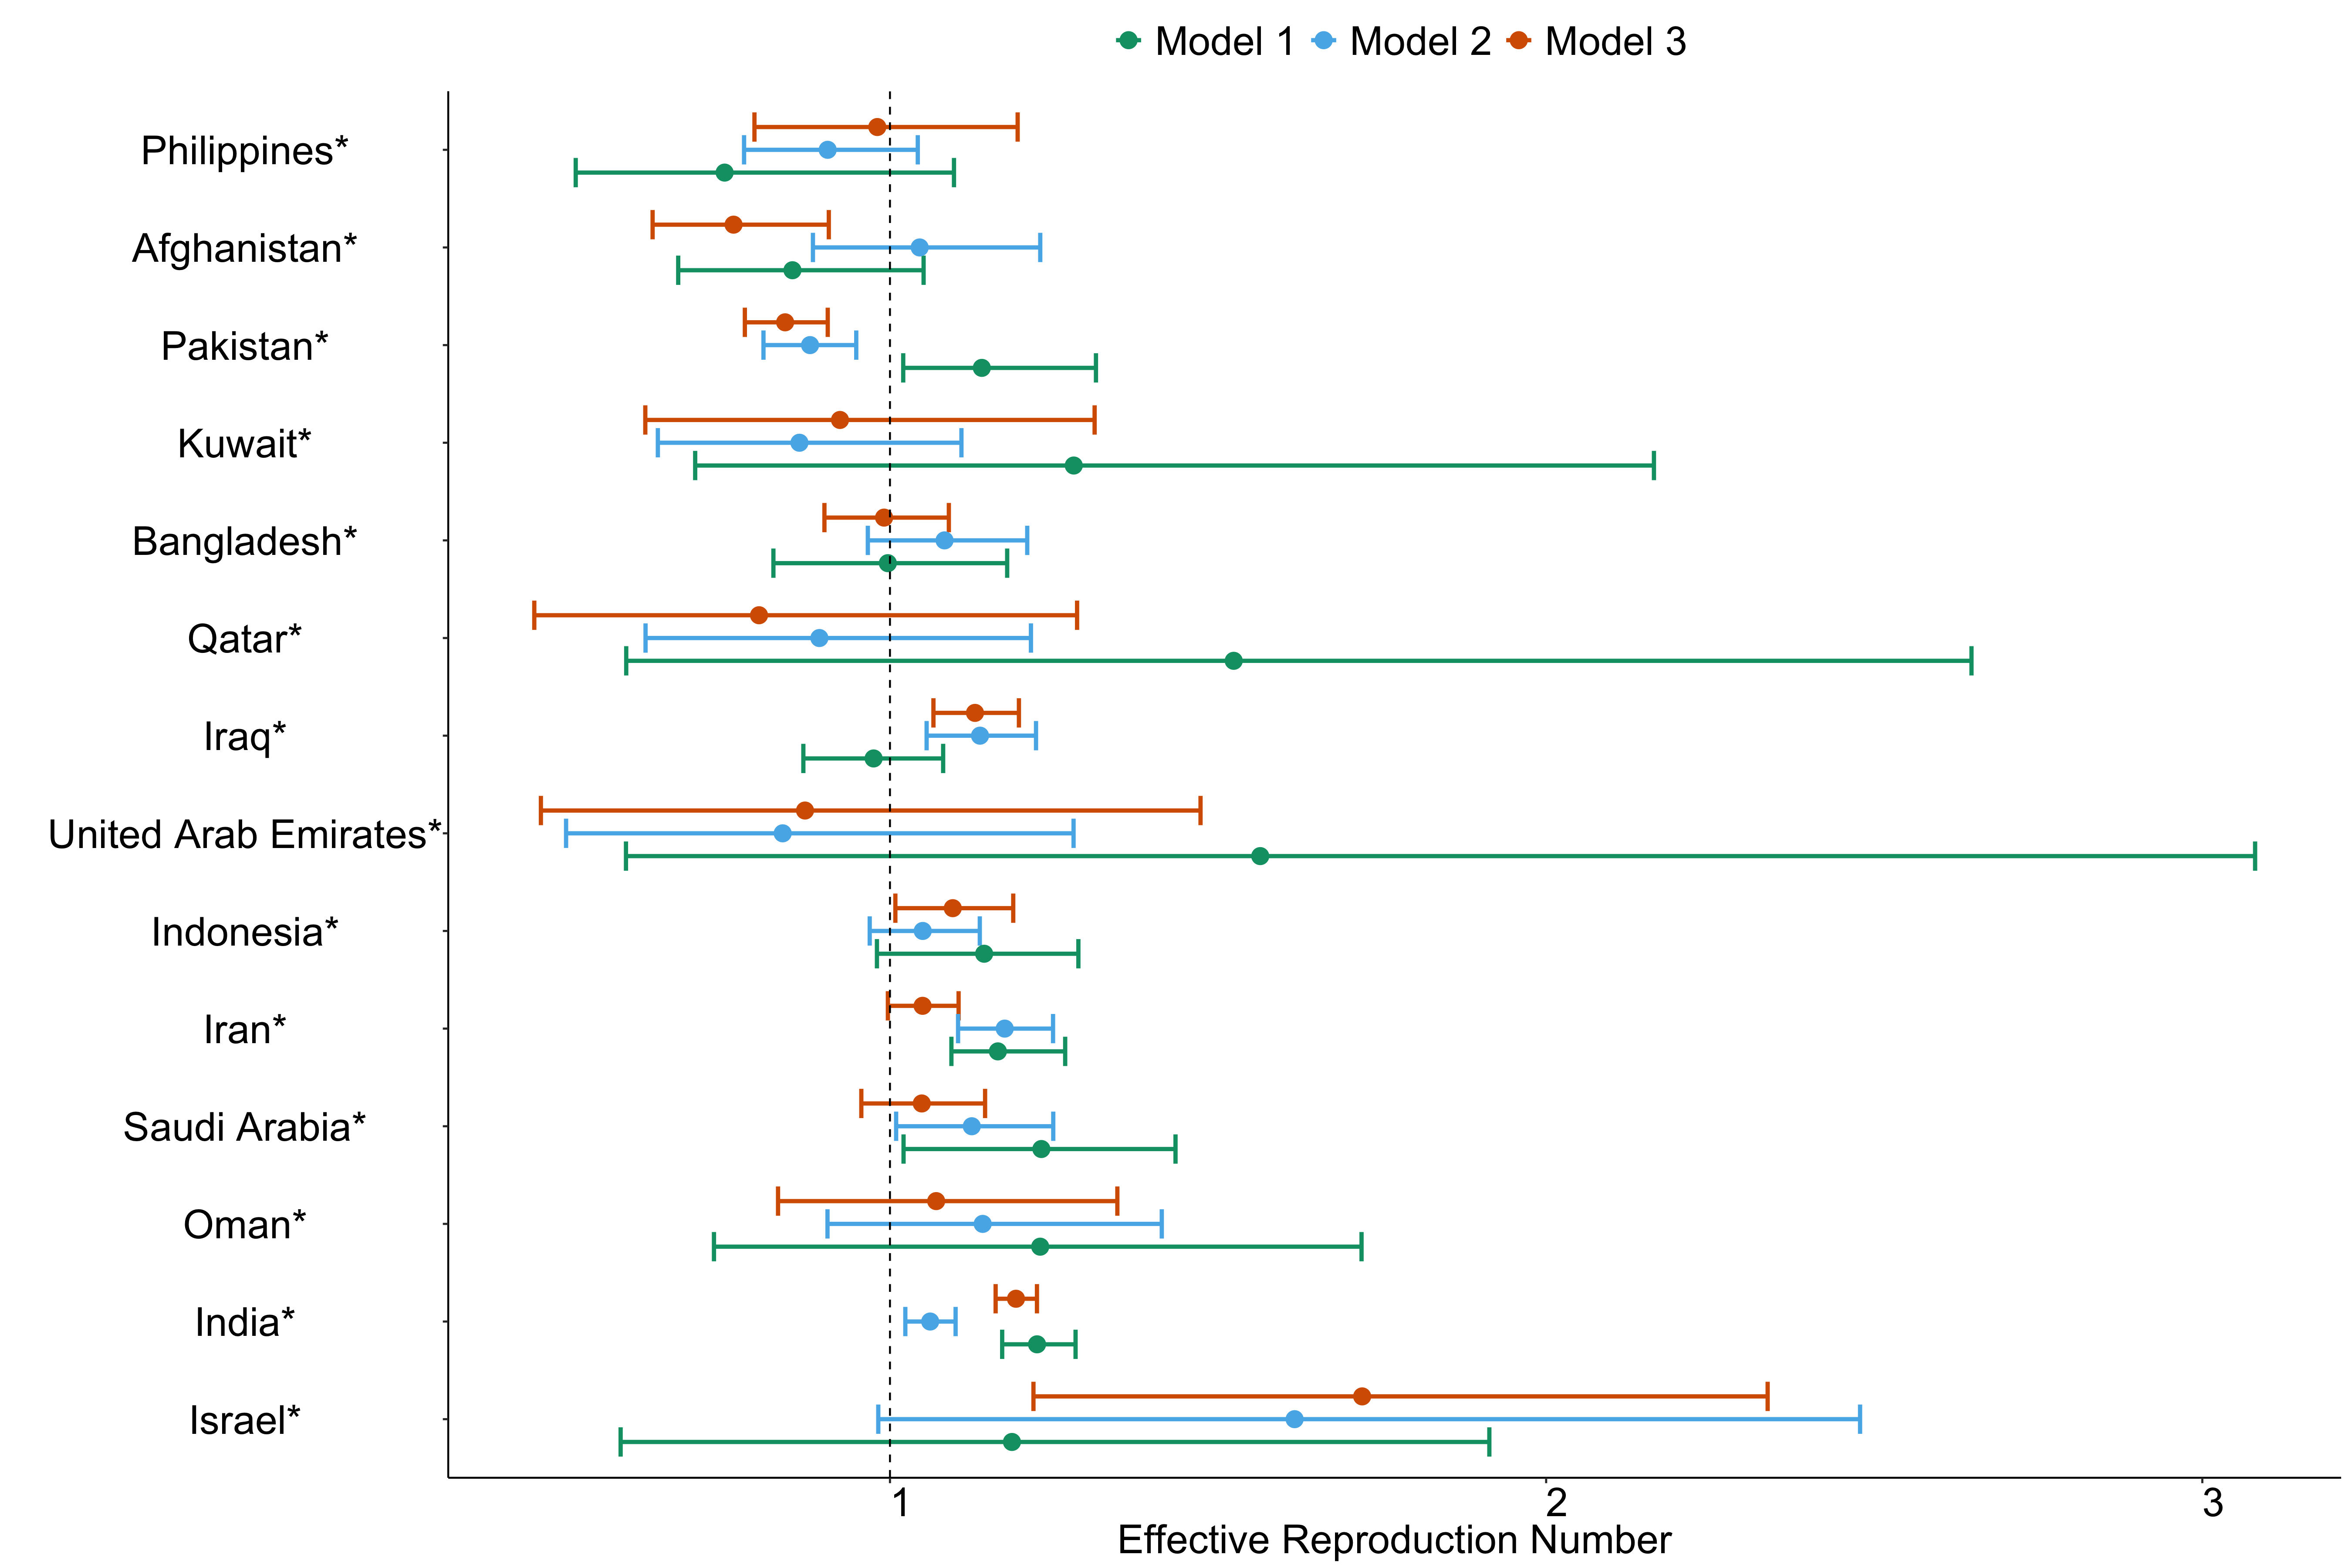 Model 1 Model 2 Model 3
Philippines*
Afghanistan*
Pakistan*
Kuwait*
Bangladesh*
Qatar*
Iraq*
United Arab Emirates*
Indonesia*
Iran*
Saudi Arabia*
Oman*
India*
Israel*
1 2 3
Effective Reproduction Number